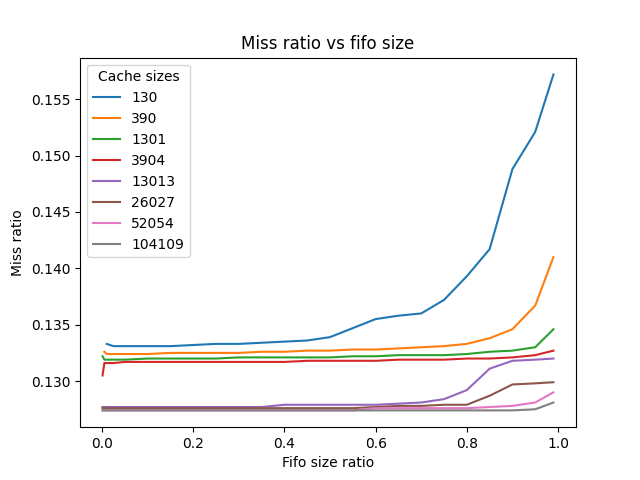 Miss ratio vs fifo size
Miss ratio
0.155
0.150
0.145
0.140
0.135
0.130
Cache sizes
130
390
1301
3904
13013
26027
52054
104109
0.0 0.2 0.4 0.6 0.8 1.0
Fifo size ratio